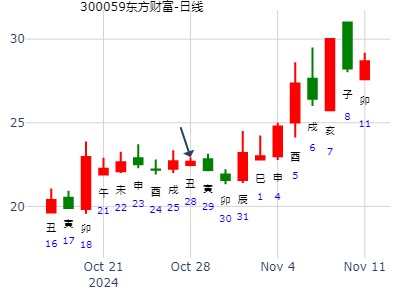 300059东方财富-日线
30
25
20
丑 寅 卯 午 未 申 酉 戌 丑 寅 卯 辰 巳 申 酉 戌 亥 子 卯
16 17 18 21 22 23 24 25 28 29 30 31 1 4 5 6 7 8 11
Oct 21 Oct 28 Nov 4 Nov 11
2024